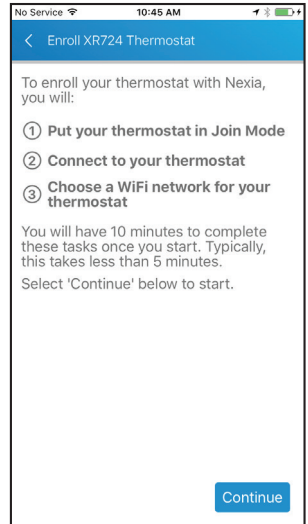 No Service 10:45 AM
Enroll XR724 Thermostat
To enroll your thermostat with Nexia,
you will:
1 Put your thermostat in Join Mode
2 Connect to your thermostat
3 Choose a WiFi network for your
thermostat
You will have 10 minutes to complete
these tasks once you start. Typically,
this takes less than 5 minutes.
Select 'Continue' below to start.
Continue